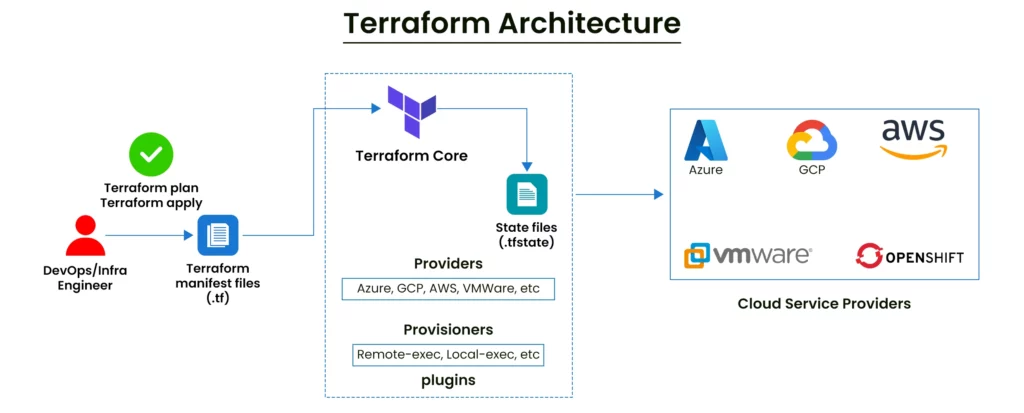 Terraform Architecture
Terraform plan
Terraform apply
DevOps/Infra
Engineer
Terraform
manifest files
(.tf)
Terraform Core
State files
(.tfstate)
Providers
Azure, GCP, AWS, VMWare, etc
Provisioners
Remote-exec, Local-exec, etc
plugins
Azure
GCP
aws
vmware®
OPENSHIFT
Cloud Service Providers